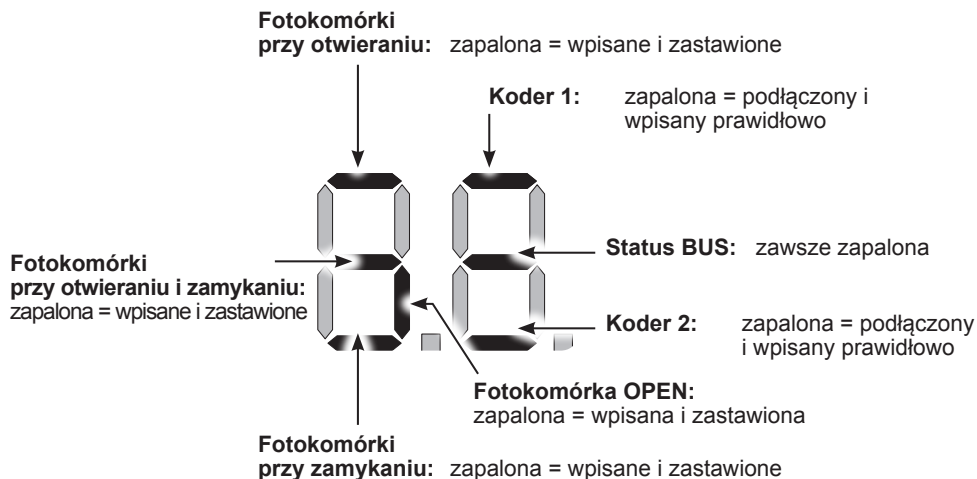 Fotokomórki
przy otwieraniu: zapalona = wpisane i zastawione
Koder 1: zapalona = podłączony i
wpisany prawidłowo
Status BUS: zawsze zapalona
Fotokomórki
przy otwieraniu i zamykaniu:
zapalona = wpisane i zastawione
Koder 2: zapalona = podłączony
i wpisany prawidłowo
Fotokomórka OPEN:
zapalona = wpisana i zastawiona
Fotokomórki
przy zamykaniu: zapalona = wpisane i zastawione